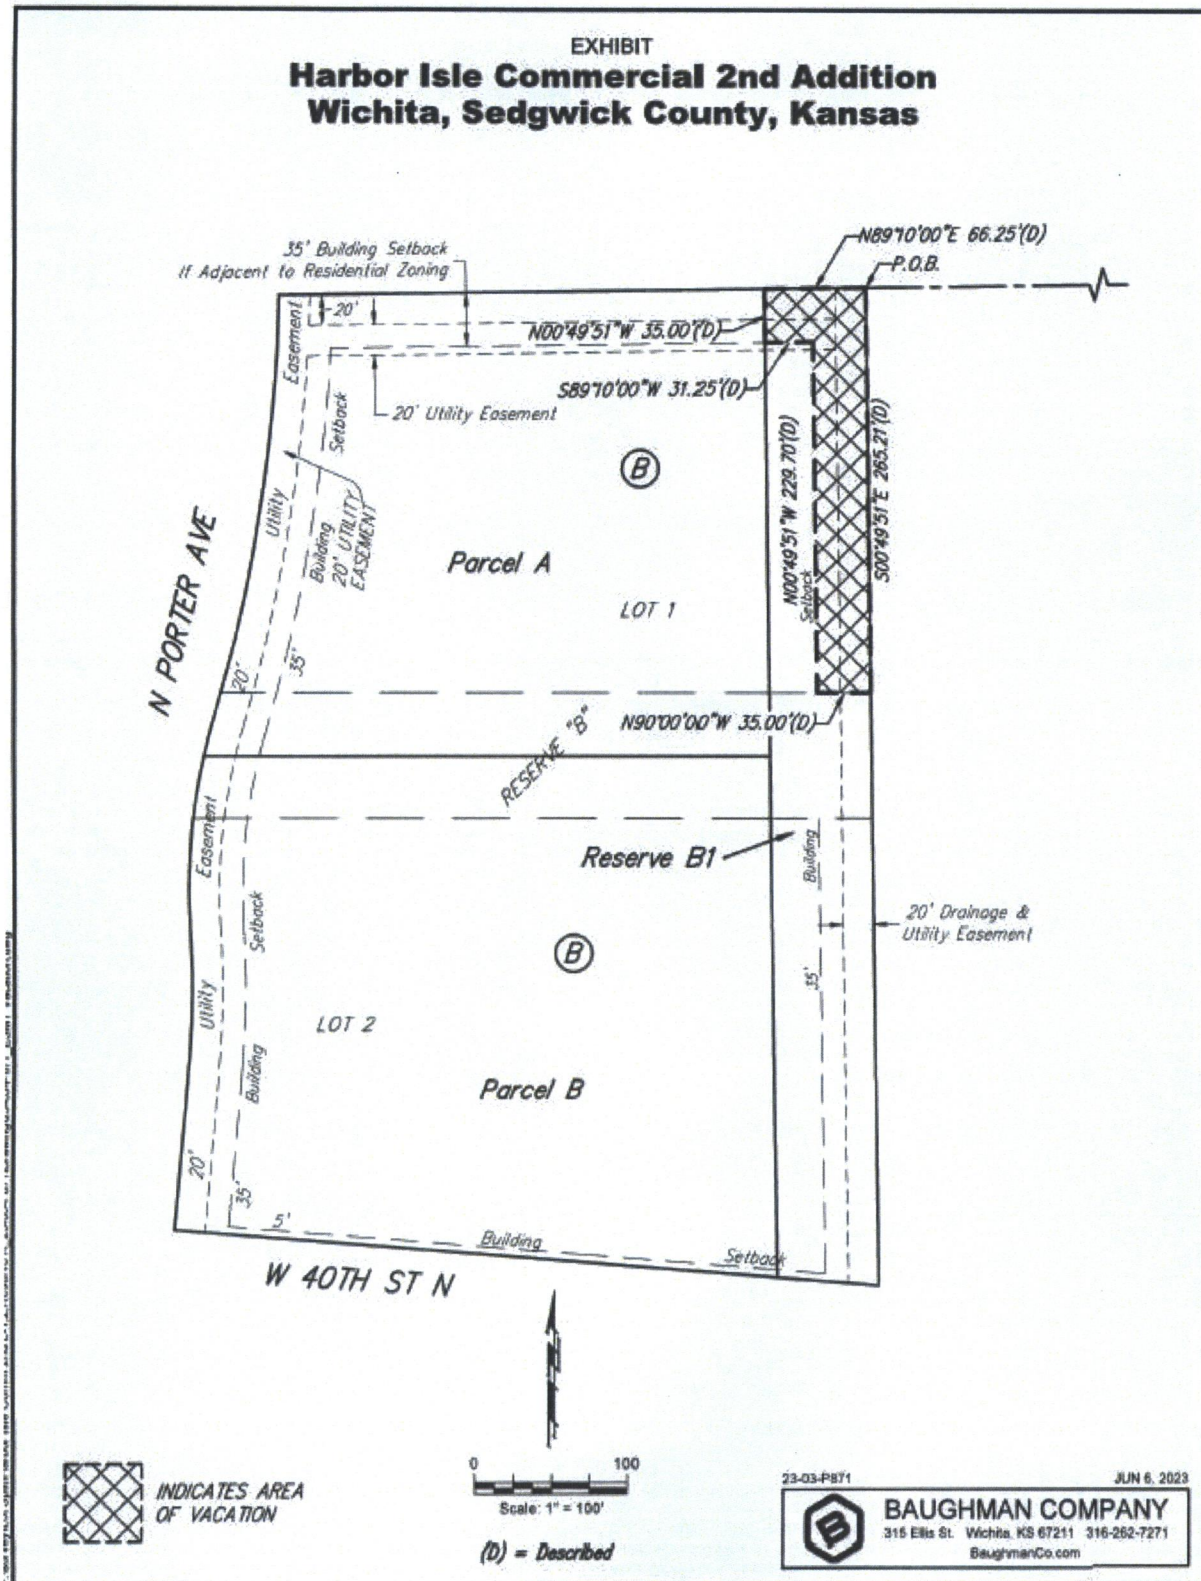 EXHIBIT
Harbor Isle Commercial 2nd Addition
Wichita, Sedgwick County, Kansas
N89°10'00"E 66.25'(D)
P.O.B.
35' Building Setback
If Adjacent to Residential Zoning
20'
Easement
N00°49'51"W 35.00'(D)
S89°10'00"W 31.25'(D)
20' Utility Easement
Setback
B
N00°49'51"W 229.70'(D)
S00°49'51"E 265.21'(D)
Setback
Utility
Building
20' UTILITY
EASEMENT
N PORTER AVE
Parcel A
LOT 1
20'
35'
N90°00'00"W 35.00'(D)
RESERVE "B"
Easement
Reserve B1
Building
20' Drainage &
Utility Easement
Setback
B
35'
Utility
LOT 2
Building
Parcel B
20'
35'
5'
Building
Setback
W 40TH ST N
INDICATES AREA
OF VACATION
0 100
Scale: 1" = 100'
(D) = Described
23-03-P871
JUN 6, 2023
B
BAUGHMAN COMPANY
315 Ellis St. Wichita, KS 67211 316-262-7271
BaughmanCo.com